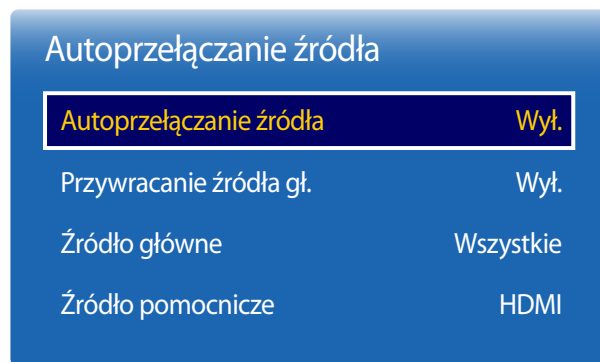 Autoprzełączanie źródła
Autoprzełączanie źródła Wył.
Przywracanie źródła gł. Wył.
Źródło główne Wszystkie
Źródło pomocnicze HDMI